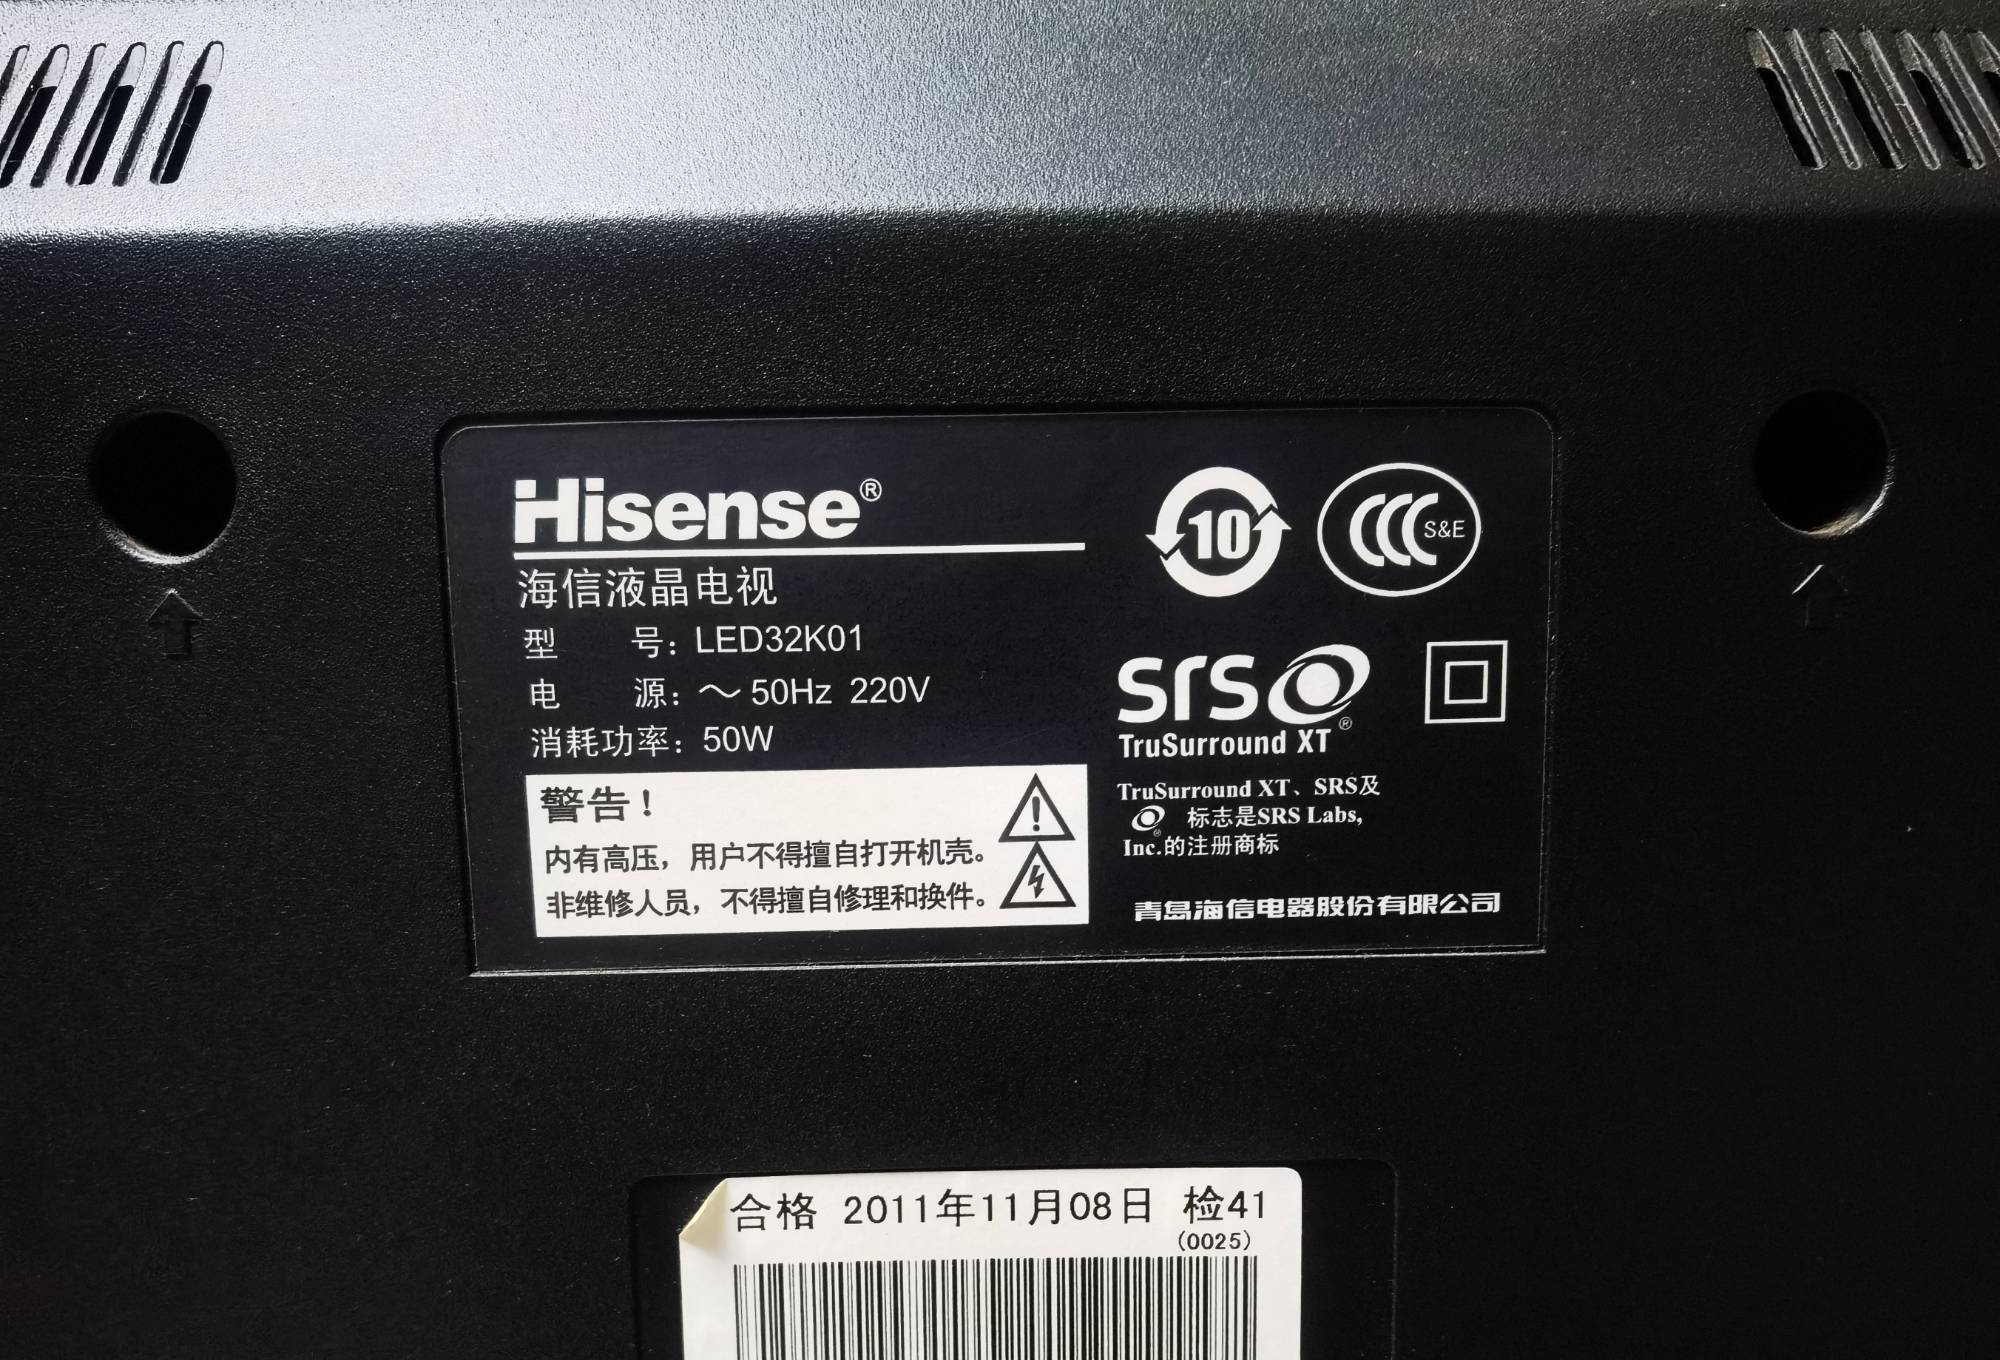 Hisense®
海信液晶电视
型 号：LED32K01
电 源：～ 50Hz 220V
消耗功率：50W
警告！
内有高压，用户不得擅自打开机壳。
非维修人员，不得擅自修理和换件。
10
CCC S&E
SRS®
TruSurround XT
TruSurround XT、SRS及
® 标志是SRS Labs,
Inc.的注册商标
青岛海信电器股份有限公司
合格 2011年11月08日 检41
(0025)